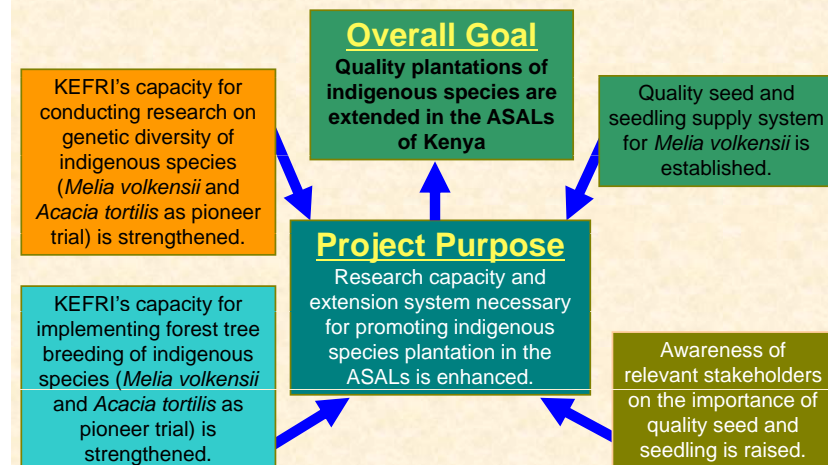 Overall Goal
Quality plantations of
indigenous species are
extended in the ASALs
of Kenya
KEFRI's capacity for
conducting research on
genetic diversity of
indigenous species
(Melia volkensii and
Acacia tortilis as pioneer
trial) is strengthened.
Quality seed and
seedling supply system
for Melia volkensii is
established.
Project Purpose
Research capacity and
extension system necessary
for promoting indigenous
species plantation in the
ASALs is enhanced.
KEFRI's capacity for
implementing forest tree
breeding of indigenous
species (Melia volkensii
and Acacia tortilis as
pioneer trial) is
strengthened.
Awareness of
relevant stakeholders
on the importance of
quality seed and
seedling is raised.